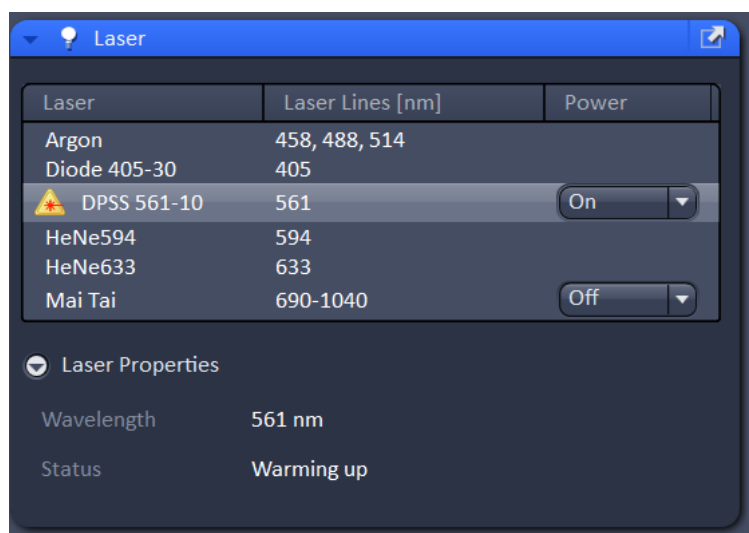 Laser
Laser Laser Lines [nm] Power
Argon 458, 488, 514
Diode 405-30 405
DPSS 561-10 561 On
HeNe594 594
HeNe633 633
Mai Tai 690-1040 Off
Laser Properties
Wavelength 561 nm
Status Warming up